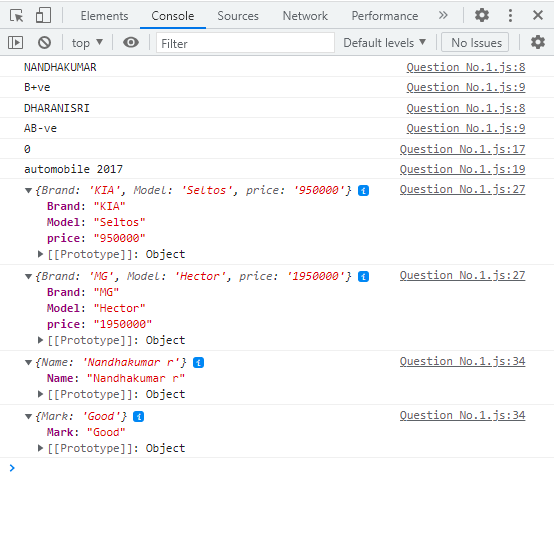 Elements Console Sources Network Performance »
top ▼ Filter Default levels ▼ No Issues
NANDHAKUMAR Question No.1.js:8
B+ve Question No.1.js:9
DHARANISRI Question No.1.js:8
AB-ve Question No.1.js:9
0 Question No.1.js:17
automobile 2017 Question No.1.js:19
▼{Brand: 'KIA', Model: 'Seltos', price: '950000'} i Question No.1.js:27
Brand: "KIA"
Model: "Seltos"
price: "950000"
▶[[Prototype]]: Object
▼{Brand: 'MG', Model: 'Hector', price: '1950000'} i Question No.1.js:27
Brand: "MG"
Model: "Hector"
price: "1950000"
▶[[Prototype]]: Object
▼{Name: 'Nandhakumar r'} i Question No.1.js:34
Name: "Nandhakumar r"
▶[[Prototype]]: Object
▼{Mark: 'Good'} i Question No.1.js:34
Mark: "Good"
▶[[Prototype]]: Object
>